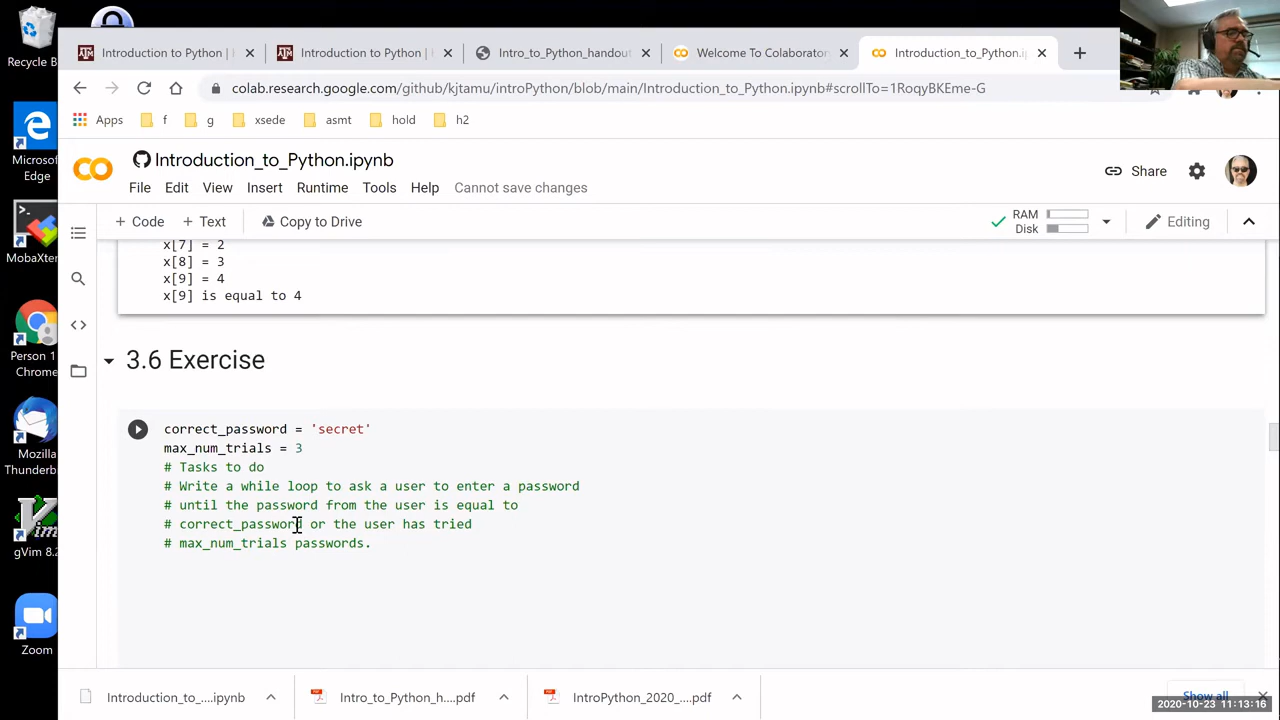 Recycle B
Introduction to Python |
Introduction to Python
Intro_to_Python_handout
Welcome To Colaborator
Introduction_to_Python.i
colab.research.google.com/github/jtao/introPython/blob/main/Introduction_to_Python.ipynb#scrollTo=1RoqyBKEme-G
Apps
f
g
xsede
asmt
hold
h2
Introduction_to_Python.ipynb
File
Edit
View
Insert
Runtime
Tools
Help
Cannot save changes
Share
+ Code
+ Text
Copy to Drive
RAM
Disk
Editing
Microsof
Edge
MobaXter
Person 1
Chrome
Mozilla
Thunderb
gVim 8.2
Zoom
x[7] = 2
x[8] = 3
x[9] = 4
x[9] is equal to 4
3.6 Exercise
correct_password = 'secret'
max_num_trials = 3
# Tasks to do
# Write a while loop to ask a user to enter a password
# until the password from the user is equal to
# correct_password or the user has tried
# max_num_trials passwords.
Introduction_to_....ipynb
Intro_to_Python_h....pdf
IntroPython_2020_....pdf
Show all
2020-10-23 11:13:16